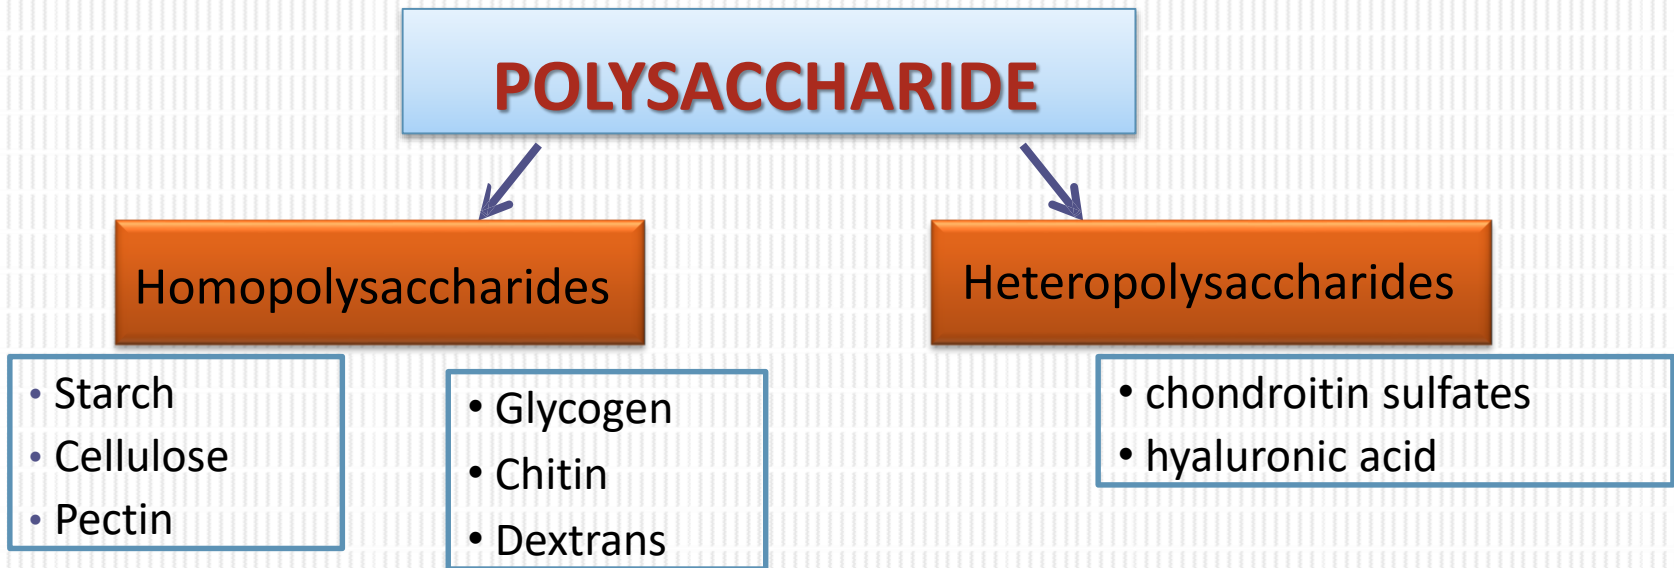 POLYSACCHARIDE
Homopolysaccharides
• Starch
• Cellulose
• Pectin
• Glycogen
• Chitin
• Dextrans
Heteropolysaccharides
• chondroitin sulfates
• hyaluronic acid